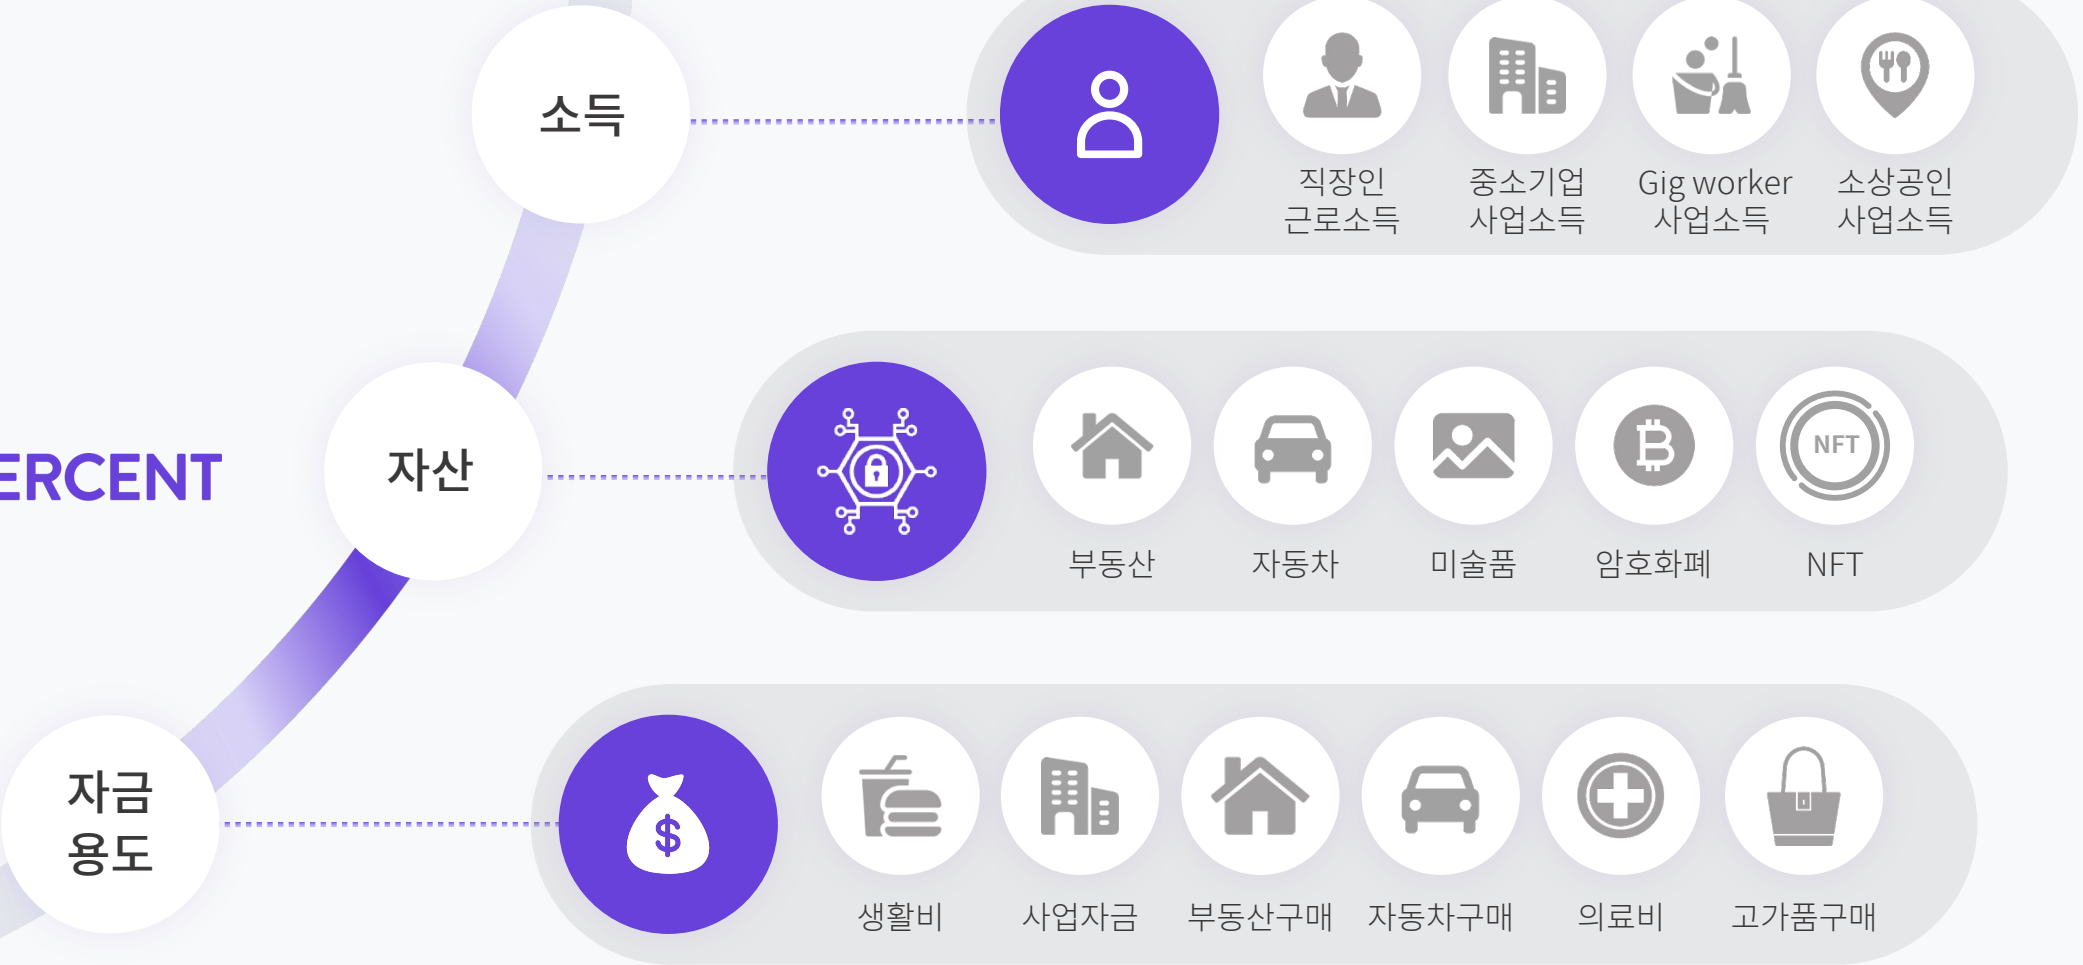 소득
직장인
근로소득
중소기업
사업소득
Gig worker
사업소득
소상공인
사업소득
ERCENT
자산
NFT
부동산
자동차
미술품
암호화폐
NFT
자금
용도
$
생활비
사업자금
부동산구매
자동차구매
의료비
고가품구매